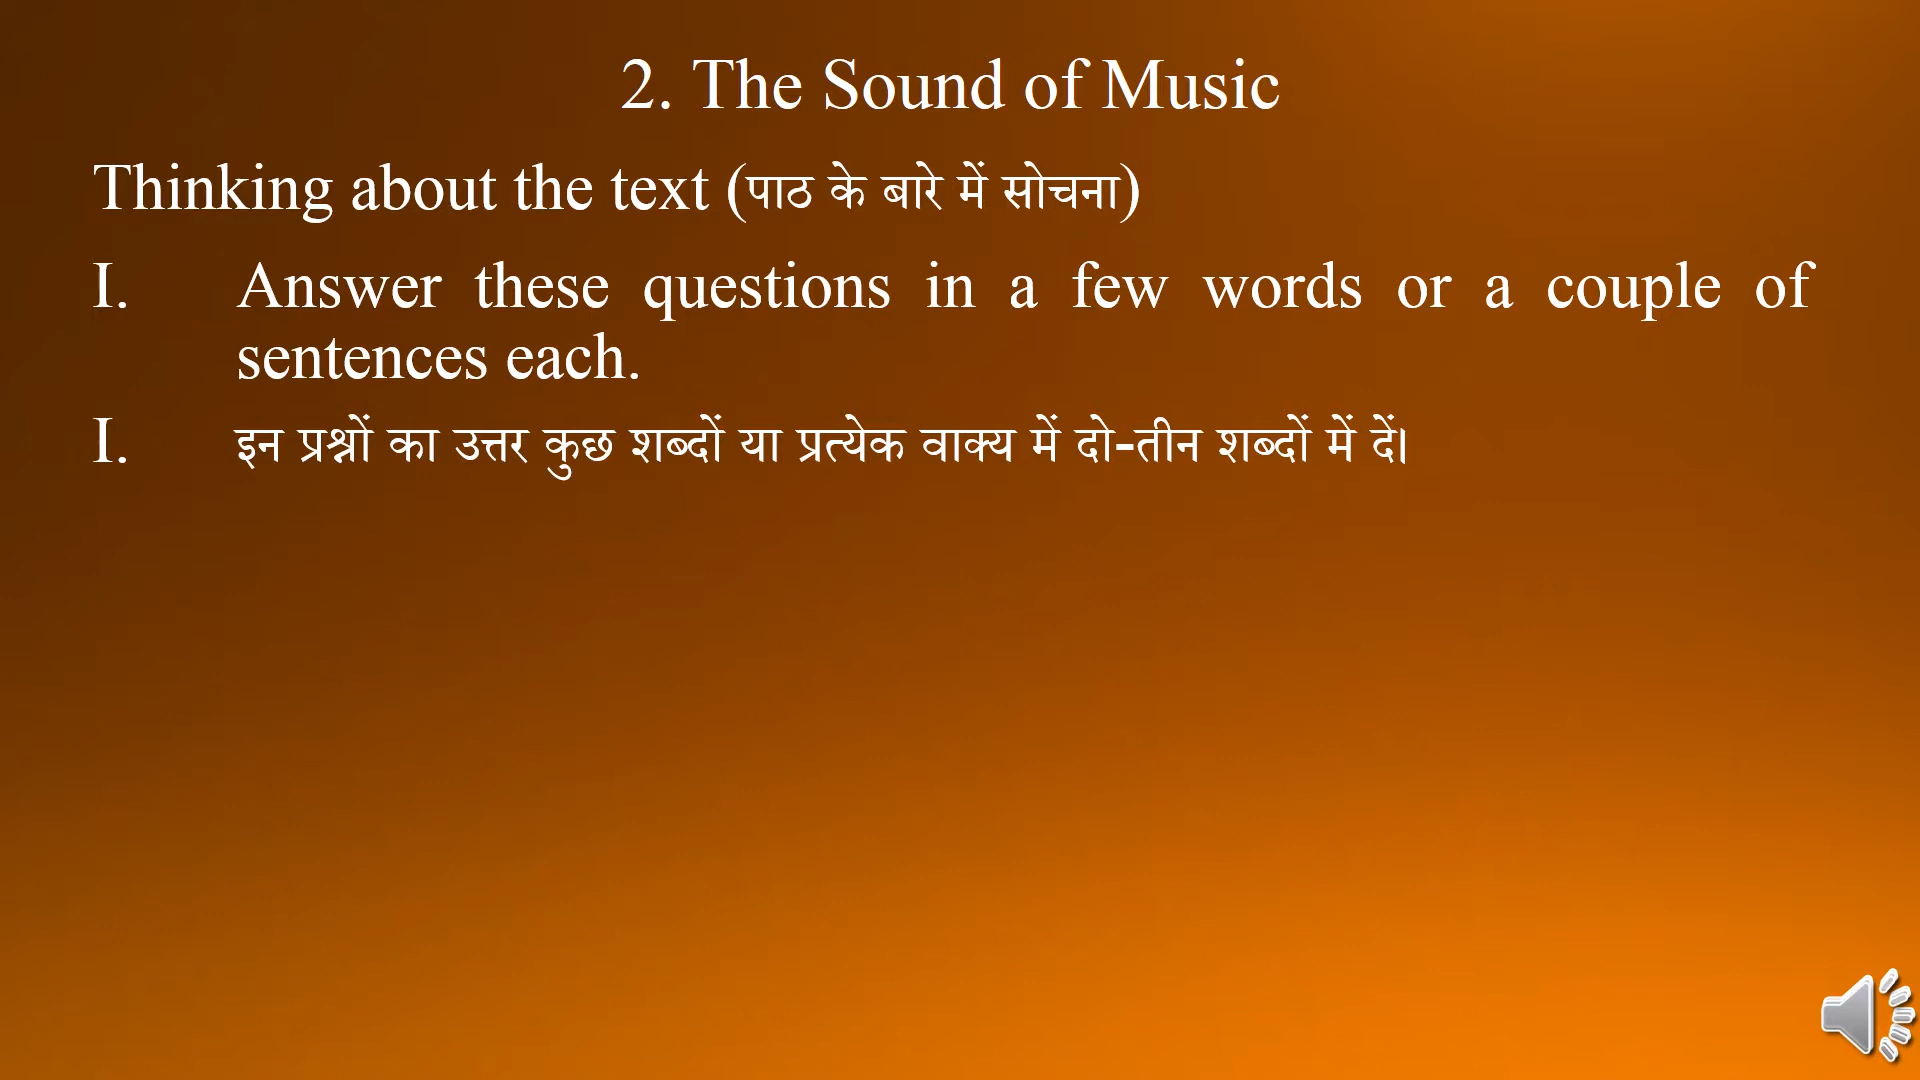 2. The Sound of Music
Thinking about the text (पाठ के बारे में सोचना)
I. Answer these questions in a few words or a couple of
sentences each.
I. इन प्रश्नों का उत्तर कुछ शब्दों या प्रत्येक वाक्य में दो-तीन शब्दों में दें।